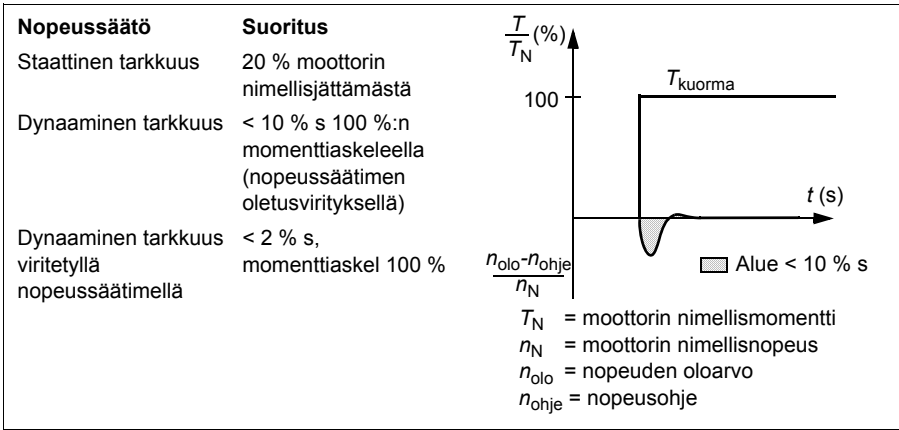 Nopeussäätö Suoritus
Staattinen tarkkuus 20 % moottorin
nimellisjättämästä
Dynaaminen tarkkuus < 10 % s 100 %:n
momenttiaskeleella
(nopeussäätimen
oletusvirityksellä)
Dynaaminen tarkkuus < 2 % s,
viritetyllä momenttiaskel 100 %
nopeussäätimellä
T
TN (%)
Tkuorma
100
t (s)
nolo-nohje
nN
Alue < 10 % s
TN = moottorin nimellismomentti
nN = moottorin nimellisnopeus
nolo = nopeuden oloarvo
nohje = nopeusohje